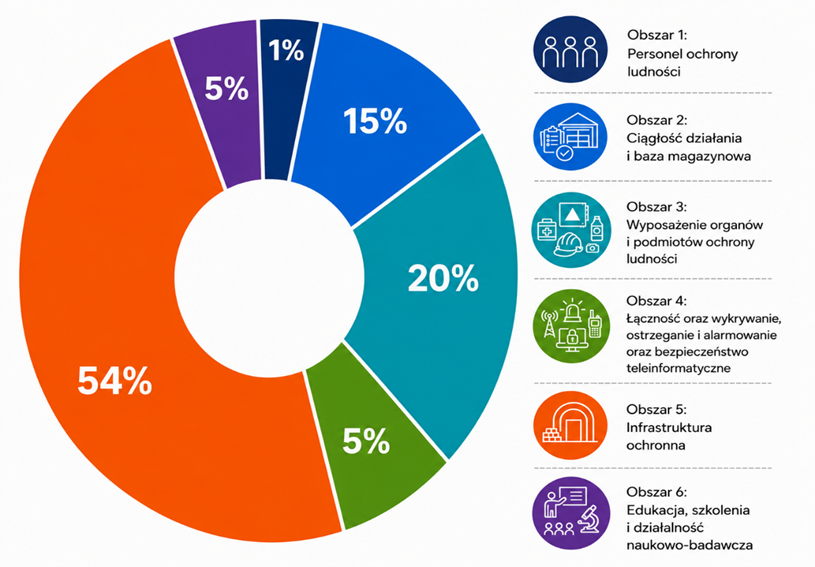 1%
15%
20%
5%
54%
5%
Obszar 1:
Personel ochrony
ludności
Obszar 2:
Ciągłość działania
i baza magazynowa
Obszar 3:
Wyposażenie organów
i podmiotów ochrony
ludności
Obszar 4:
Łączność oraz wykrywanie,
ostrzeganie i alarmowanie
oraz bezpieczeństwo
teleinformatyczne
Obszar 5:
Infrastruktura
ochronna
Obszar 6:
Edukacja, szkolenia
i działalność
naukowo-badawcza